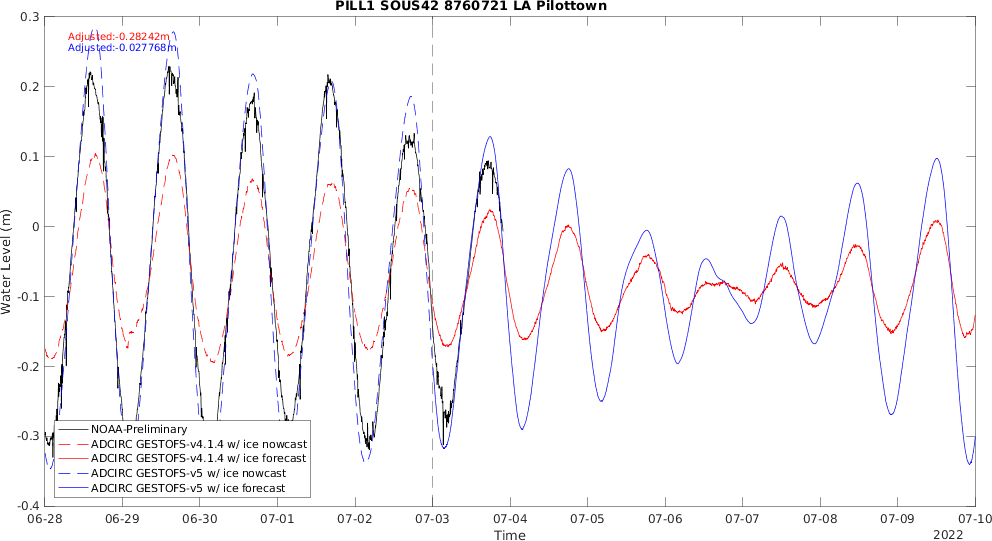 PILL1 SOUS42 8760721 LA Pilottown
Adjusted:-0.28242m
Adjusted:-0.027768m
0.3
0.2
0.1
0
-0.1
-0.2
-0.3
-0.4
Water Level (m)
NOAA-Preliminary
ADCIRC GESTOFS-v4.1.4 w/ ice nowcast
ADCIRC GESTOFS-v4.1.4 w/ ice forecast
ADCIRC GESTOFS-v5 w/ ice nowcast
ADCIRC GESTOFS-v5 w/ ice forecast
06-28 06-29 06-30 07-01 07-02 07-03 07-04 07-05 07-06 07-07 07-08 07-09 07-10
Time
2022